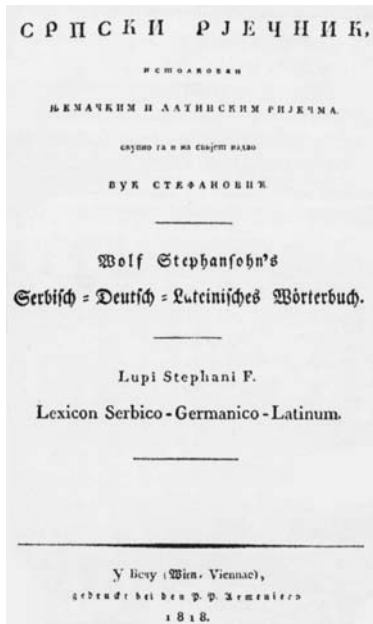 СРПСКИ РЈЕЧНИК,
истолкован
ЊЕМАЧКИМ И ЛАТИНСКИМ РИЈЕЧМА.
скупио га и на свијет издао
ВУК СТЕФАНОВИЋ.
Wolf Stephansohn's
Serbisch-Deutsch-Lateinisches Wörterbuch.
Lupi Stephani F.
Lexicon Serbico-Germanico-Latinum.
У Бечу (Wien, Viennae),
gedruckt bei den P. P. Armeniern
1818.